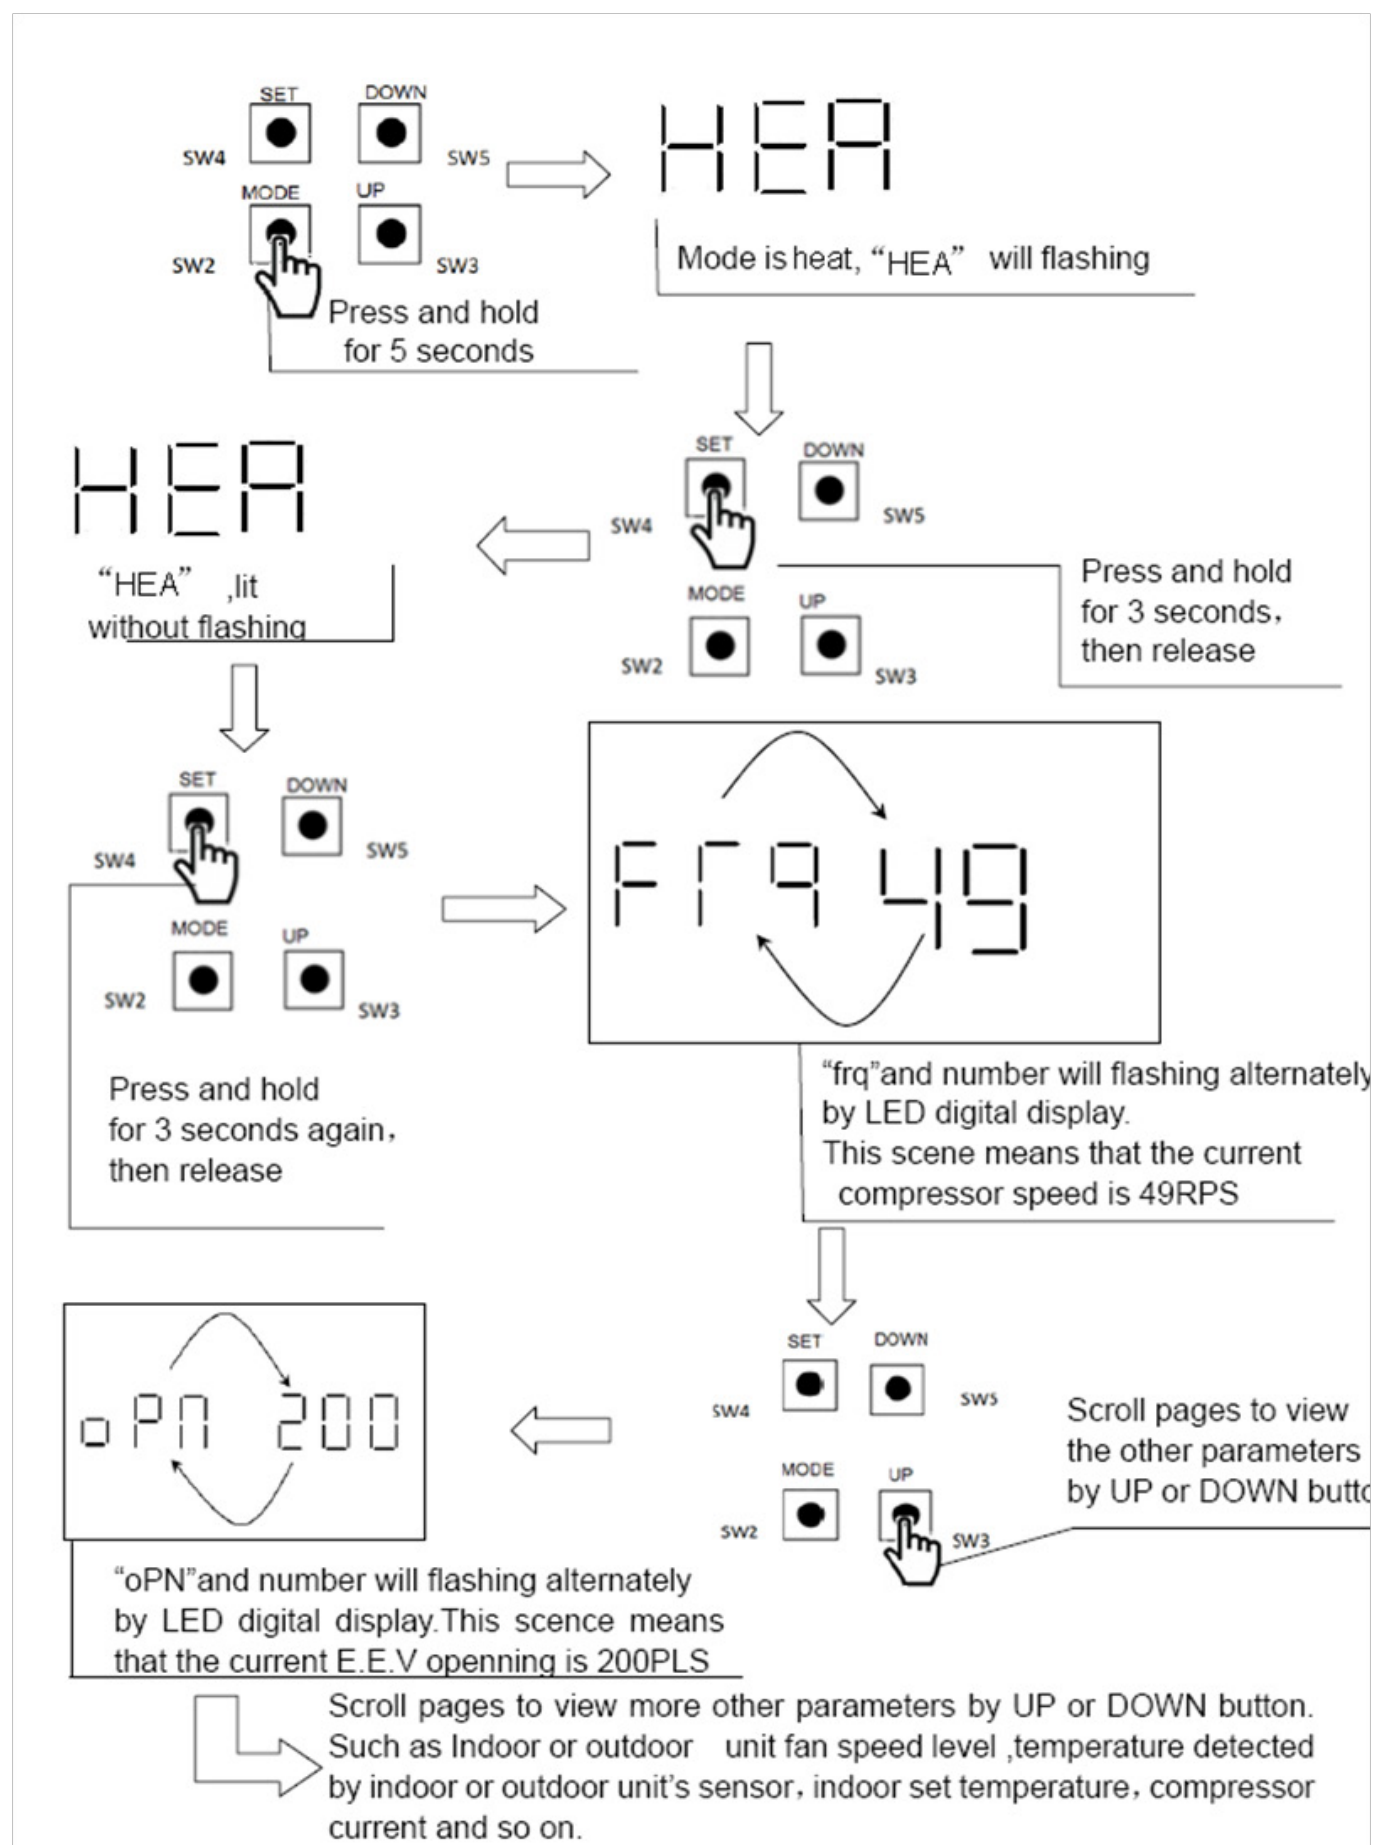 SET DOWN
SW4 SW5
MODE UP
SW2 SW3
Press and hold
for 5 seconds
HEA
Mode is heat, “HEA” will flashing
SET DOWN
SW4 SW5
MODE UP
SW2 SW3
Press and hold
for 3 seconds,
then release
HEA
“HEA” ,lit
without flashing
SET DOWN
SW4 SW5
MODE UP
SW2 SW3
Press and hold
for 3 seconds again,
then release
Frq 49
“frq”and number will flashing alternately
by LED digital display.
This scene means that the current
compressor speed is 49RPS
SET DOWN
SW4 SW5
MODE UP
SW2 SW3
Scroll pages to view
the other parameters
by UP or DOWN
oPN 200
“oPN”and number will flashing alternately
by LED digital display.This scence means
that the current E.E.V openning is 200PLS
Scroll pages to view more other parameters by UP or DOWN button.
Such as Indoor or outdoor unit fan speed level ,temperature detected
by indoor or outdoor unit's sensor, indoor set temperature, compressor
current and so on.